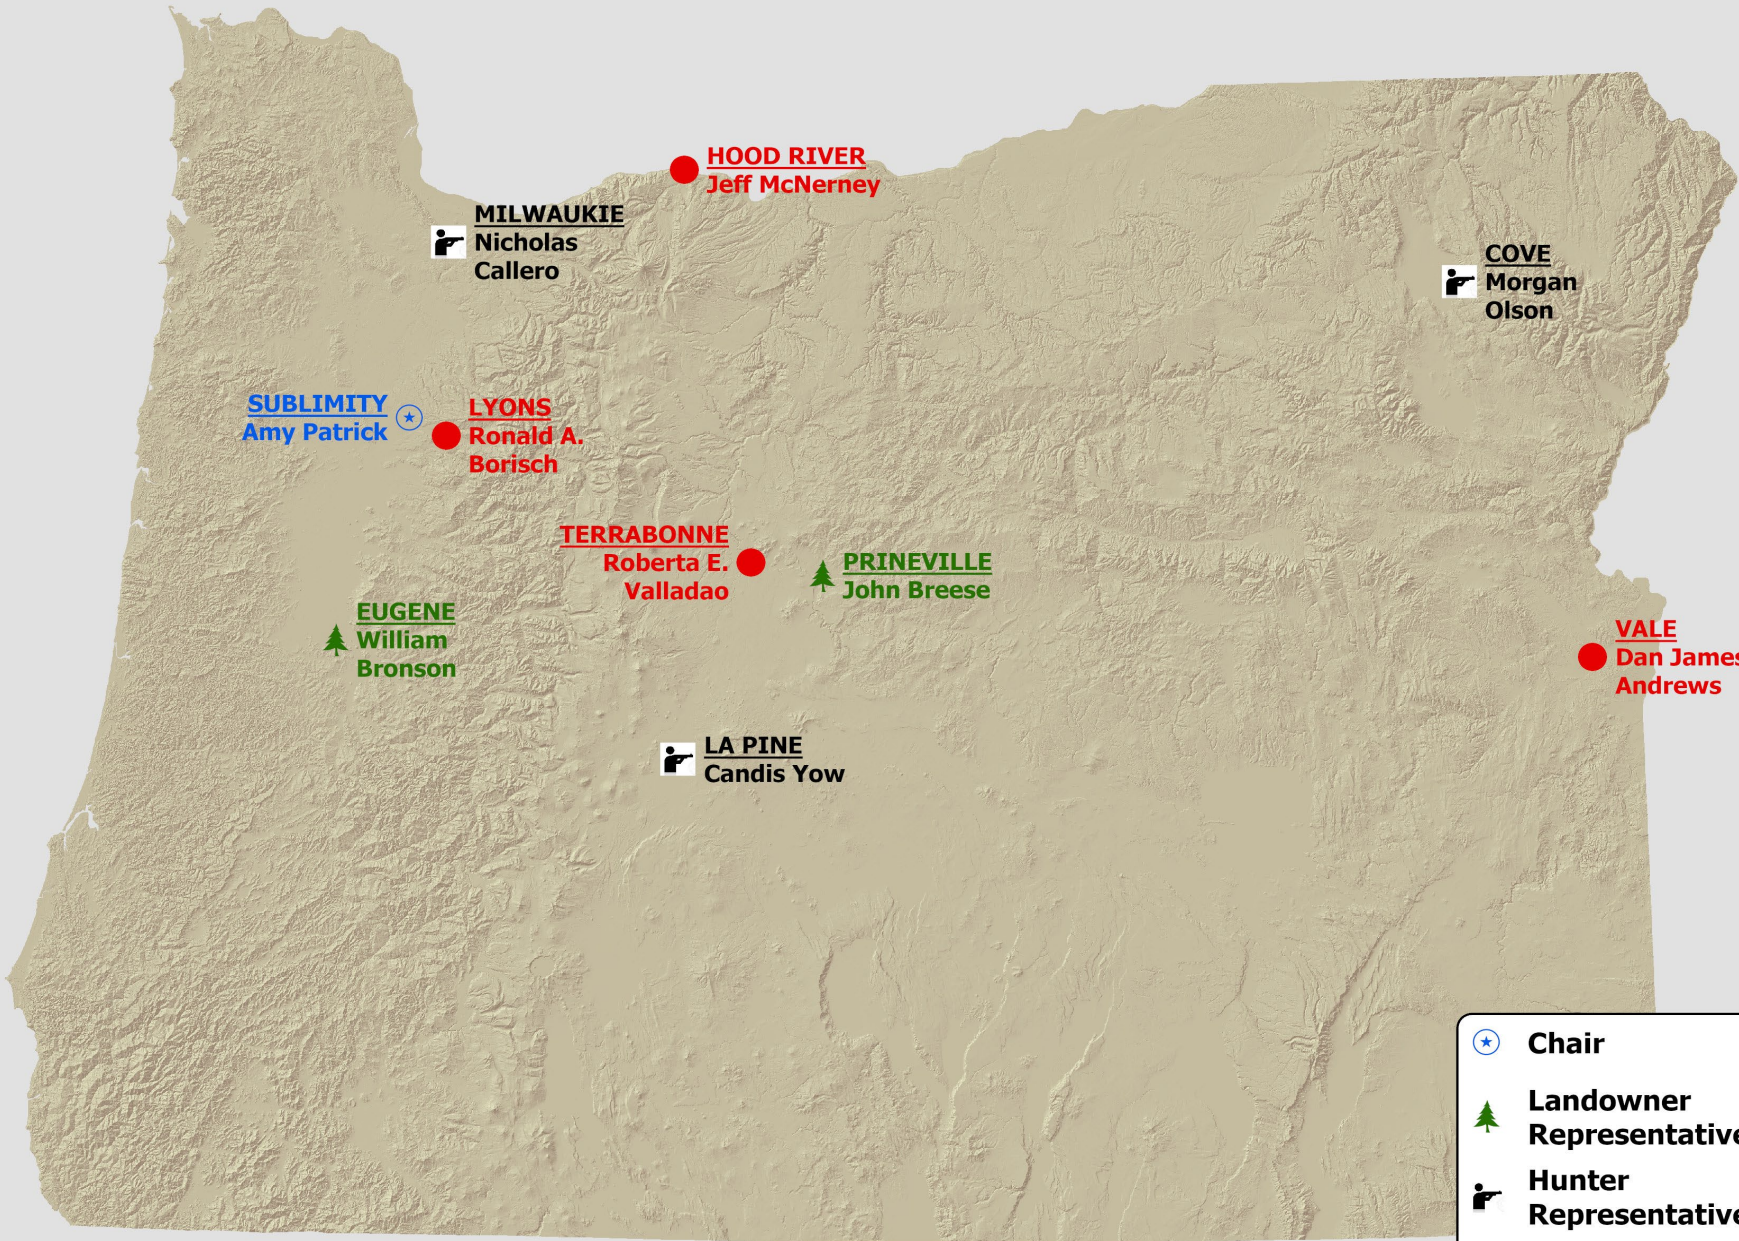 HOOD RIVER
Jeff McNerney
MILWAUKIE
Nicholas
Callero
COVE
Morgan
Olson
SUBLIMITY
Amy Patrick
LYONS
Ronald A.
Borisch
TERRABONNE
Roberta E.
Valladao
PRINEVILLE
John Breese
EUGENE
William
Bronson
VALE
Dan James
Andrews
LA PINE
Candis Yow
Chair
Landowner
Representative
Hunter
Representative